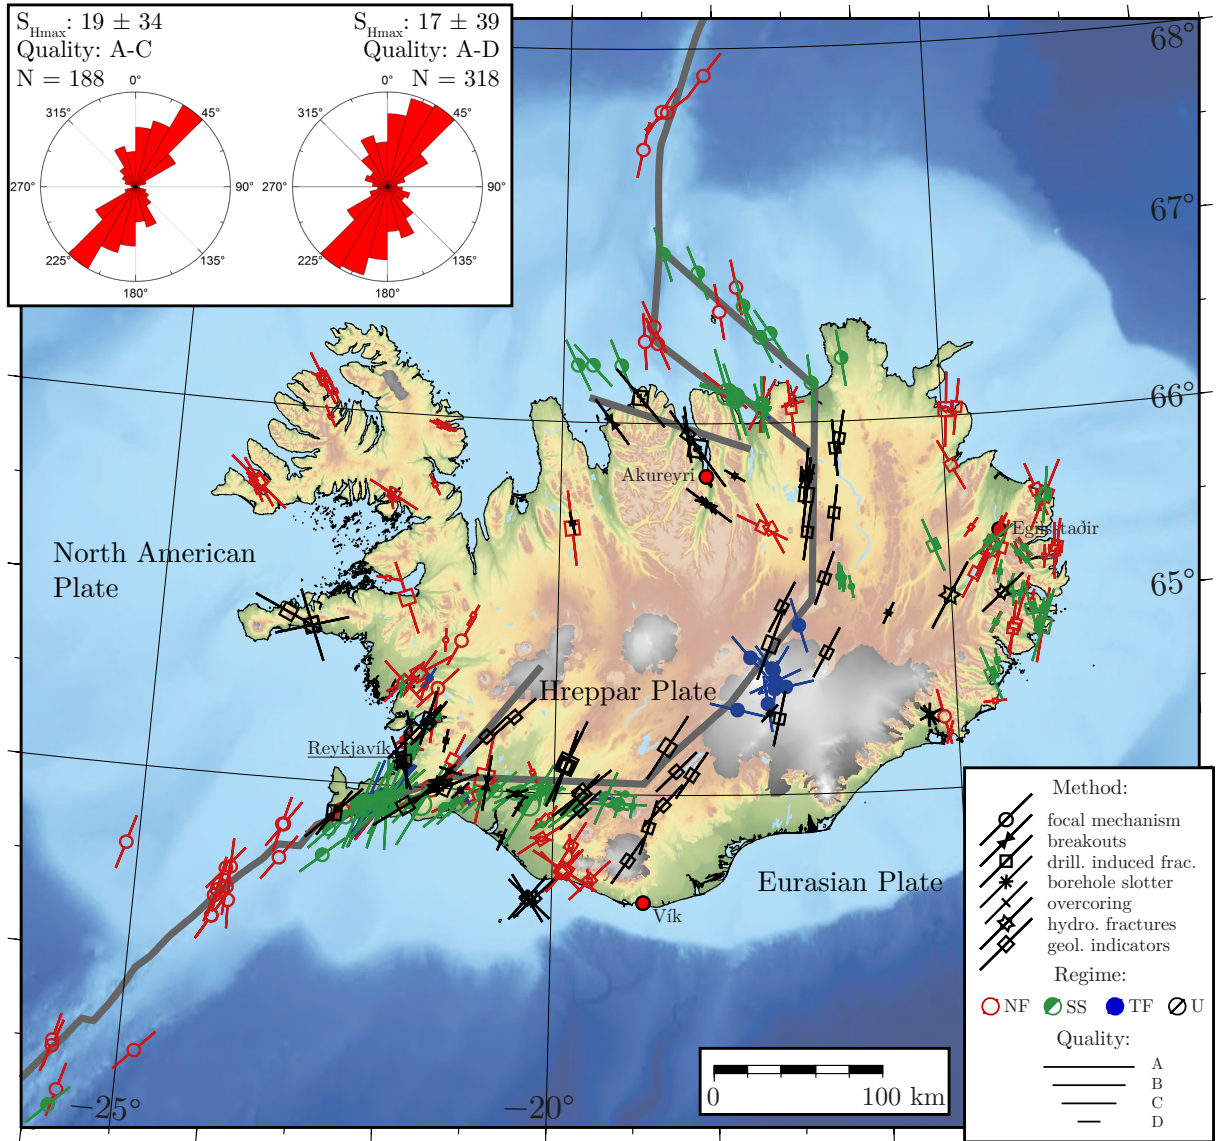 S_Hmax: 19 ± 34
Quality: A-C
N = 188
S_Hmax: 17 ± 39
Quality: A-D
N = 318
0°
45°
90°
135°
180°
225°
270°
315°
0°
45°
90°
135°
180°
225°
270°
315°
68°
67°
66°
65°
−25°
−20°
Akureyri
Egilsstaðir
North American
Plate
Hreppar Plate
Reykjavík
Eurasian Plate
Vík
Method:
focal mechanism
breakouts
drill. induced frac.
borehole slotter
overcoring
hydro. fractures
geol. indicators
Regime:
NF SS TF U
Quality:
A
B
C
D
0 100 km